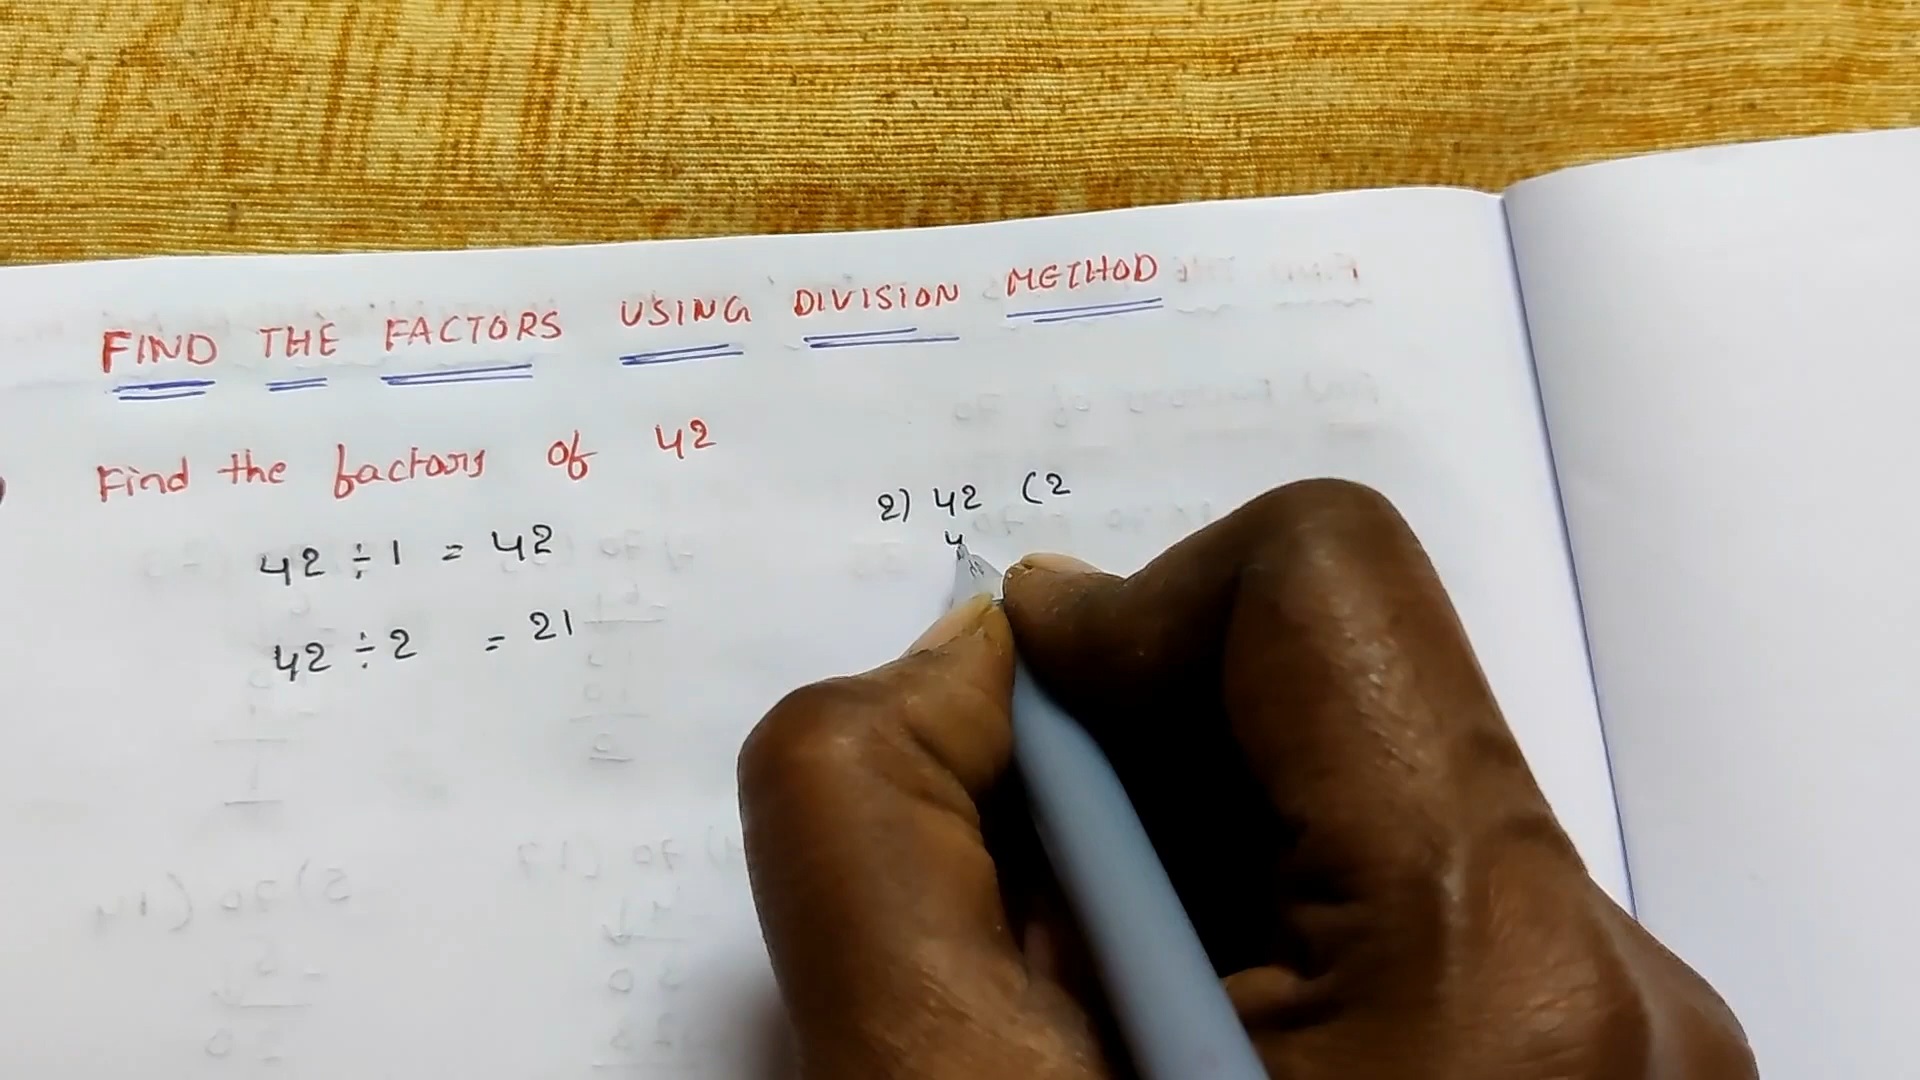 FIND THE FACTORS USING DIVISION METHOD
Find the factors of 42
42 ÷ 1 = 42
42 ÷ 2 = 21
2) 42 (2
4